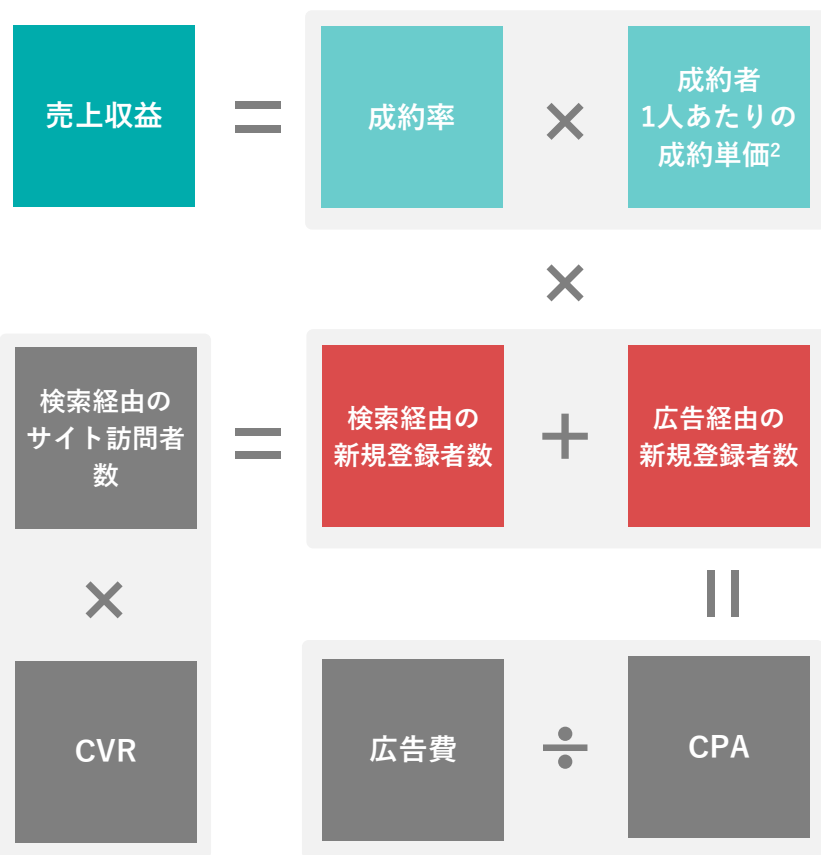 売上収益
=
成約率
×
成約者
1人あたりの
成約単価²
×
検索経由の
サイト訪問者
数
=
検索経由の
新規登録者数
+
広告経由の
新規登録者数
×
=
CVR
広告費
÷
CPA